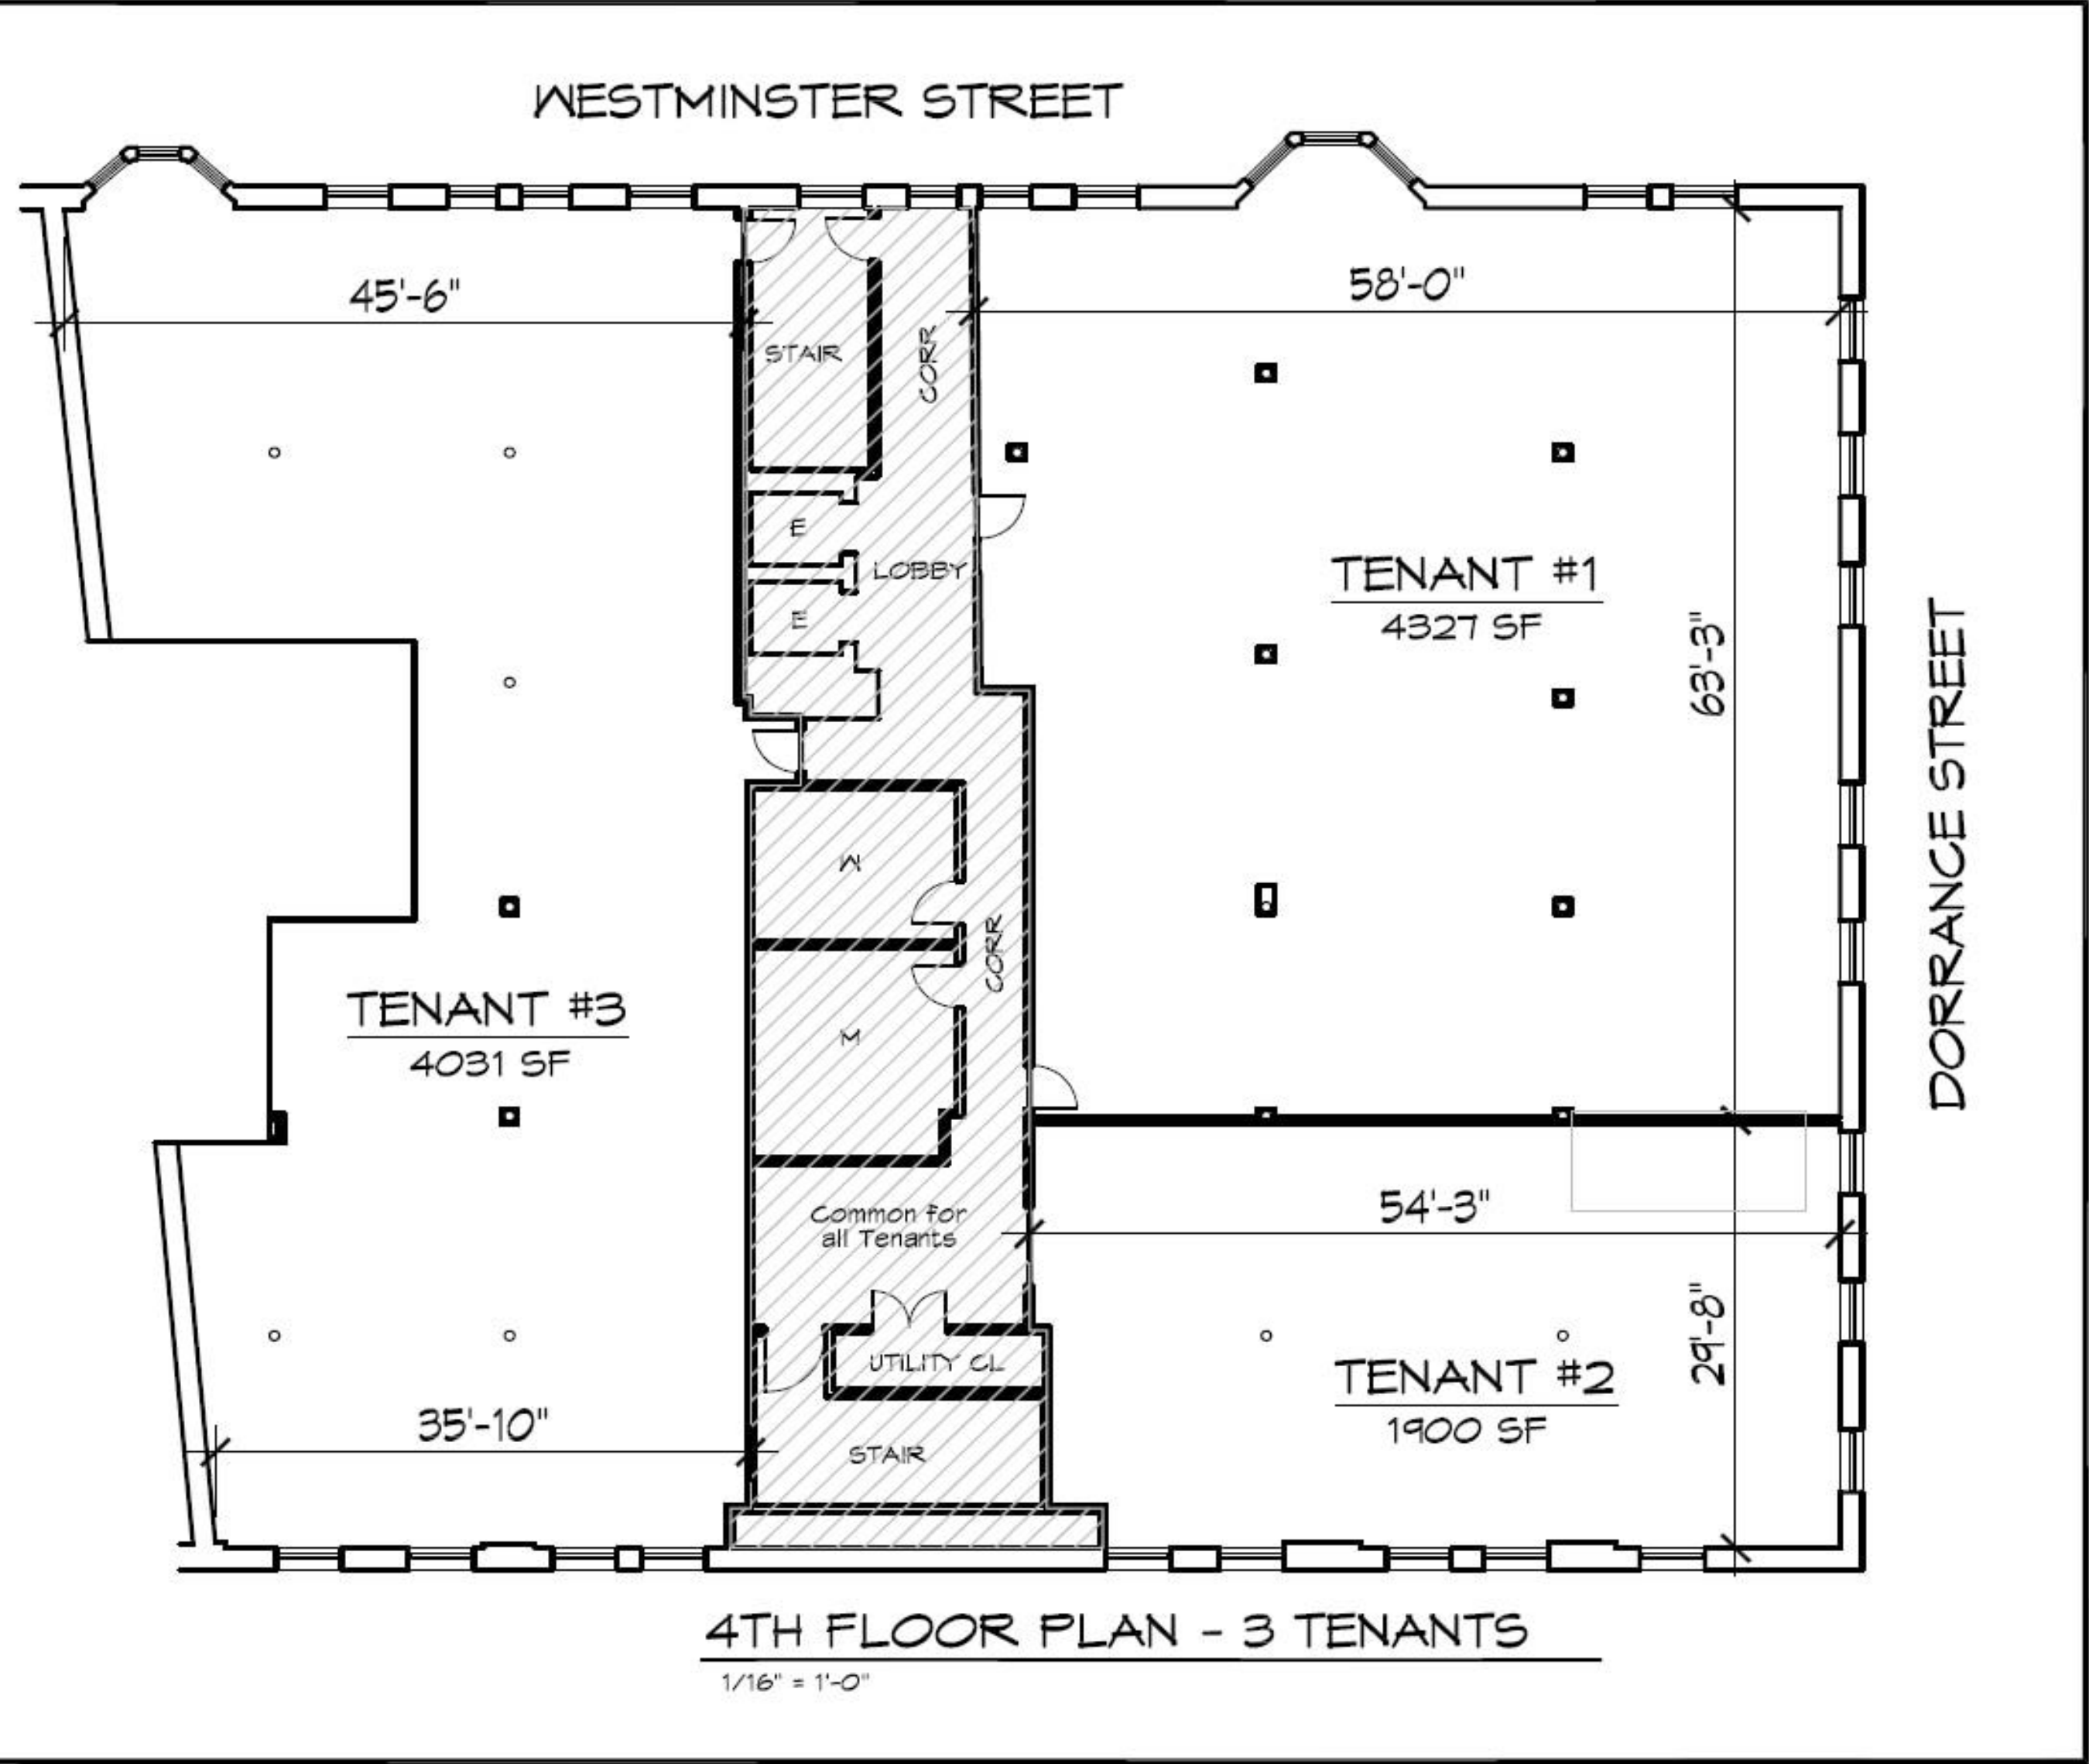 WESTMINSTER STREET
45'-6"
58'-0"
STAIR
CORR
E
LOBBY
E
TENANT #1
4327 SF
63'-3"
DORRANCE STREET
W
CORR
TENANT #3
4031 SF
M
Common for
all Tenants
54'-3"
29'-8"
UTILITY CL
TENANT #2
1900 SF
35'-10"
STAIR
4TH FLOOR PLAN - 3 TENANTS
1/16" = 1'-0"